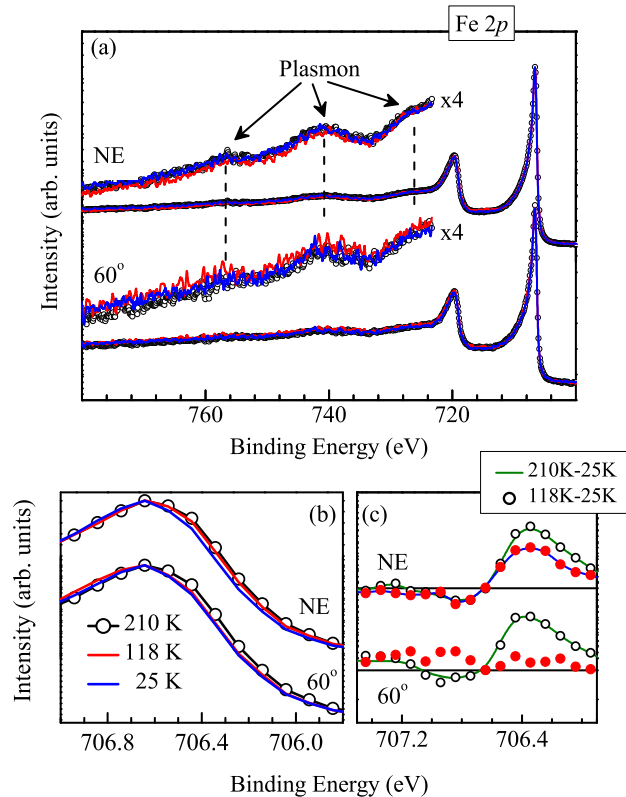 Fe 2p
(a)
Plasmon
x4
NE
x4
60°
Intensity (arb. units)
760 740 720
Binding Energy (eV)
210K-25K
118K-25K
(b)
(c)
NE
NE
210 K
118 K
25 K
60°
60°
Intensity (arb. units)
706.8 706.4 706.0
707.2 706.4
Binding Energy (eV)